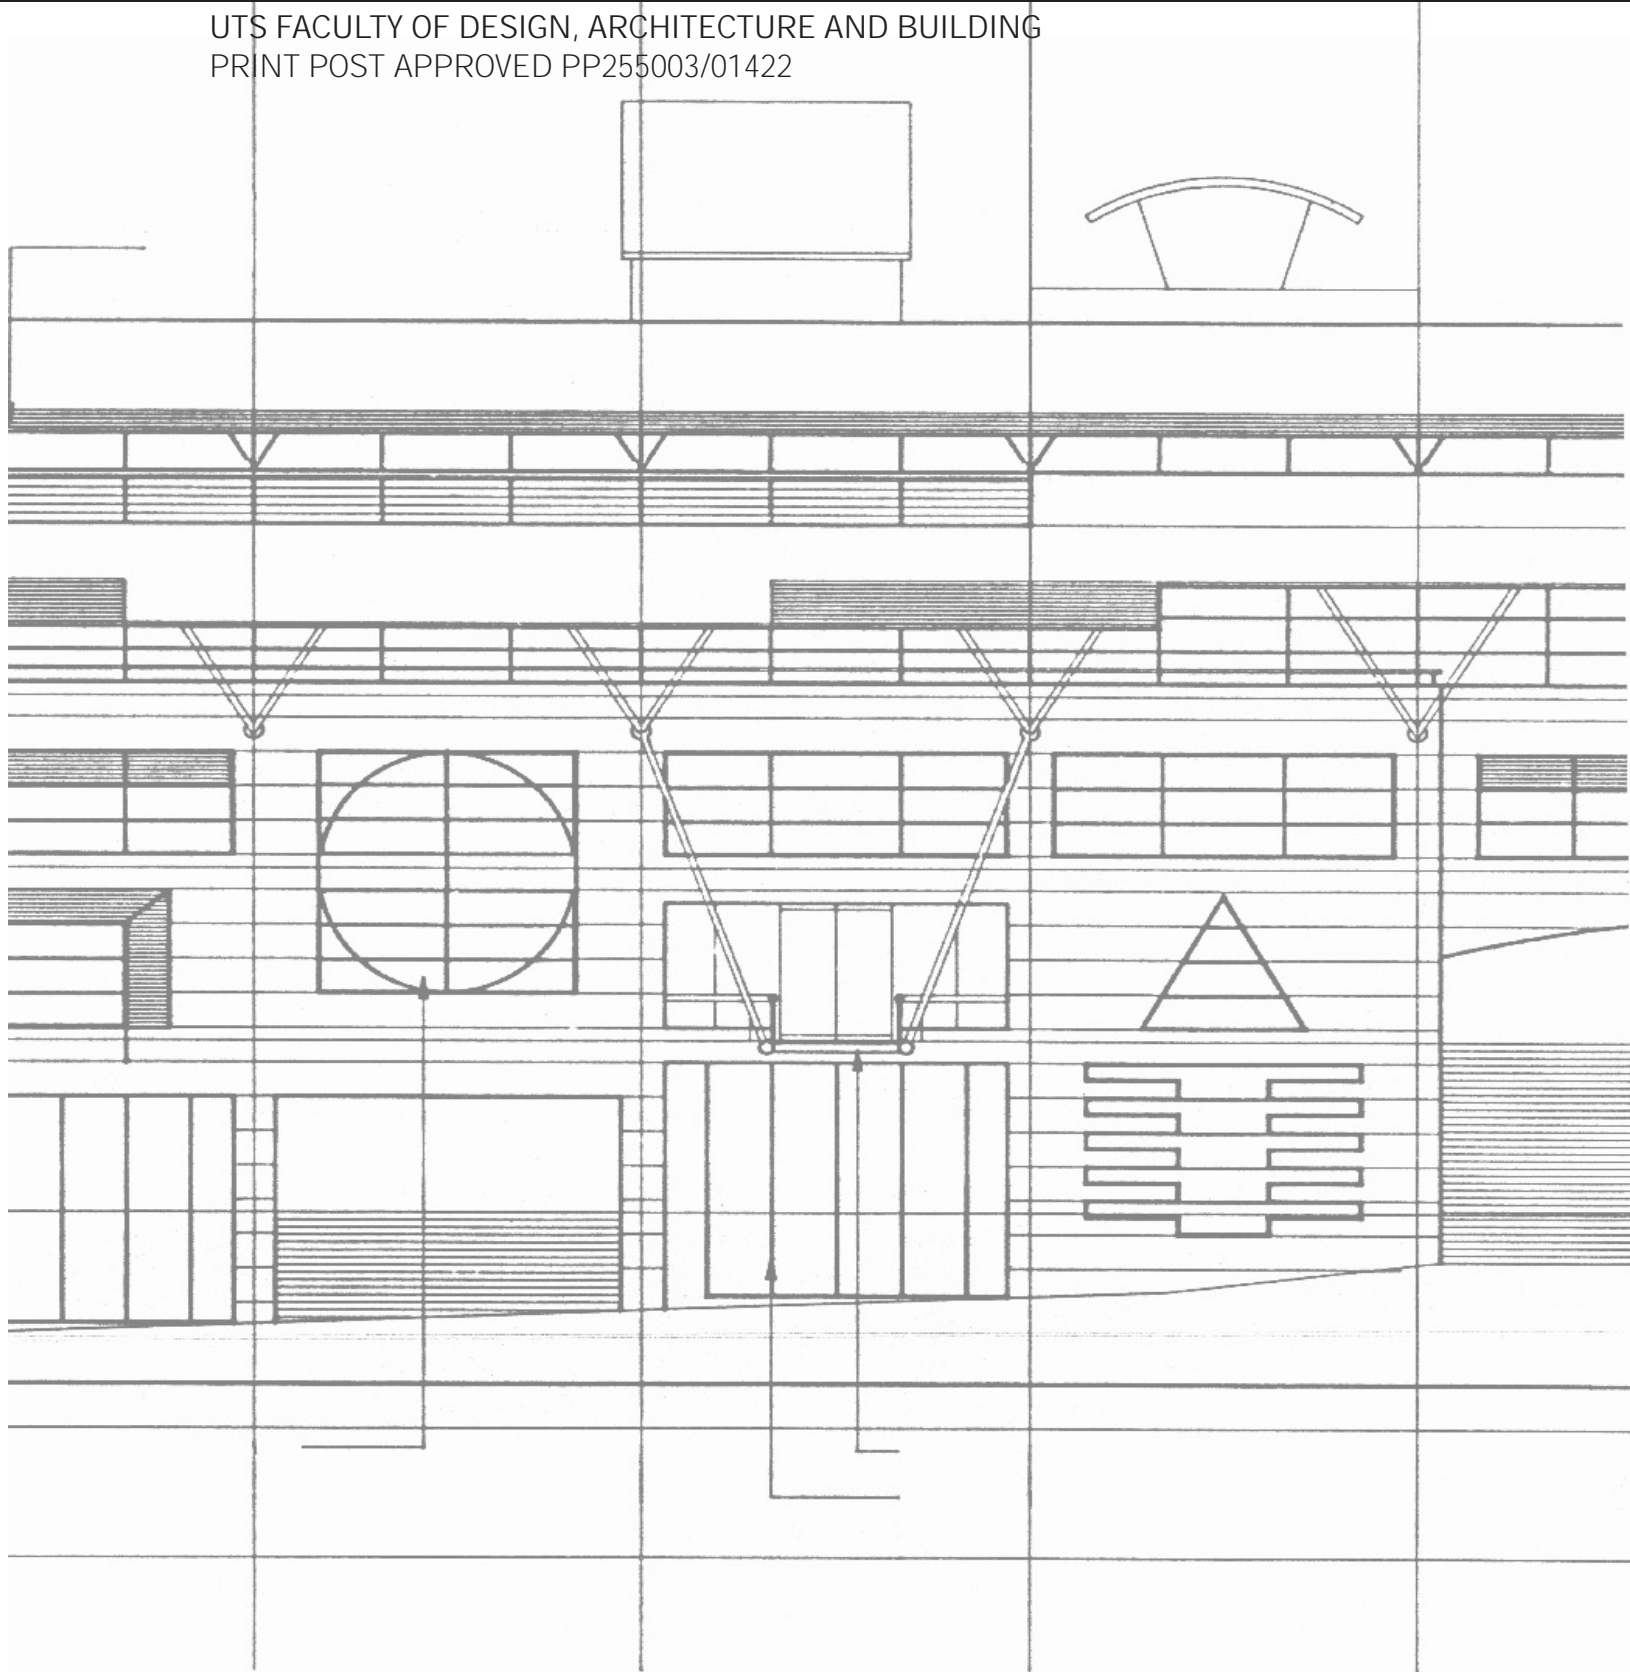 UTS FACULTY OF DESIGN, ARCHITECTURE AND BUILDING
PRINT POST APPROVED PP255003/01422